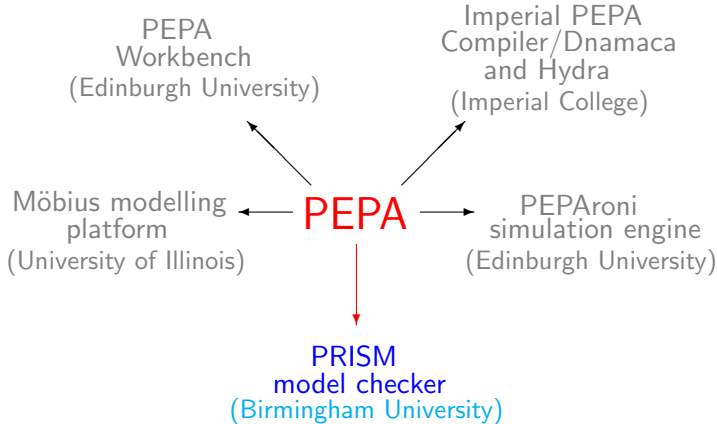 PEPA
Workbench
(Edinburgh University)
Imperial PEPA
Compiler/Dnamaca
and Hydra
(Imperial College)
Möbius modelling
platform
(University of Illinois)
PEPA
PEPAroni
simulation engine
(Edinburgh University)
PRISM
model checker
(Birmingham University)